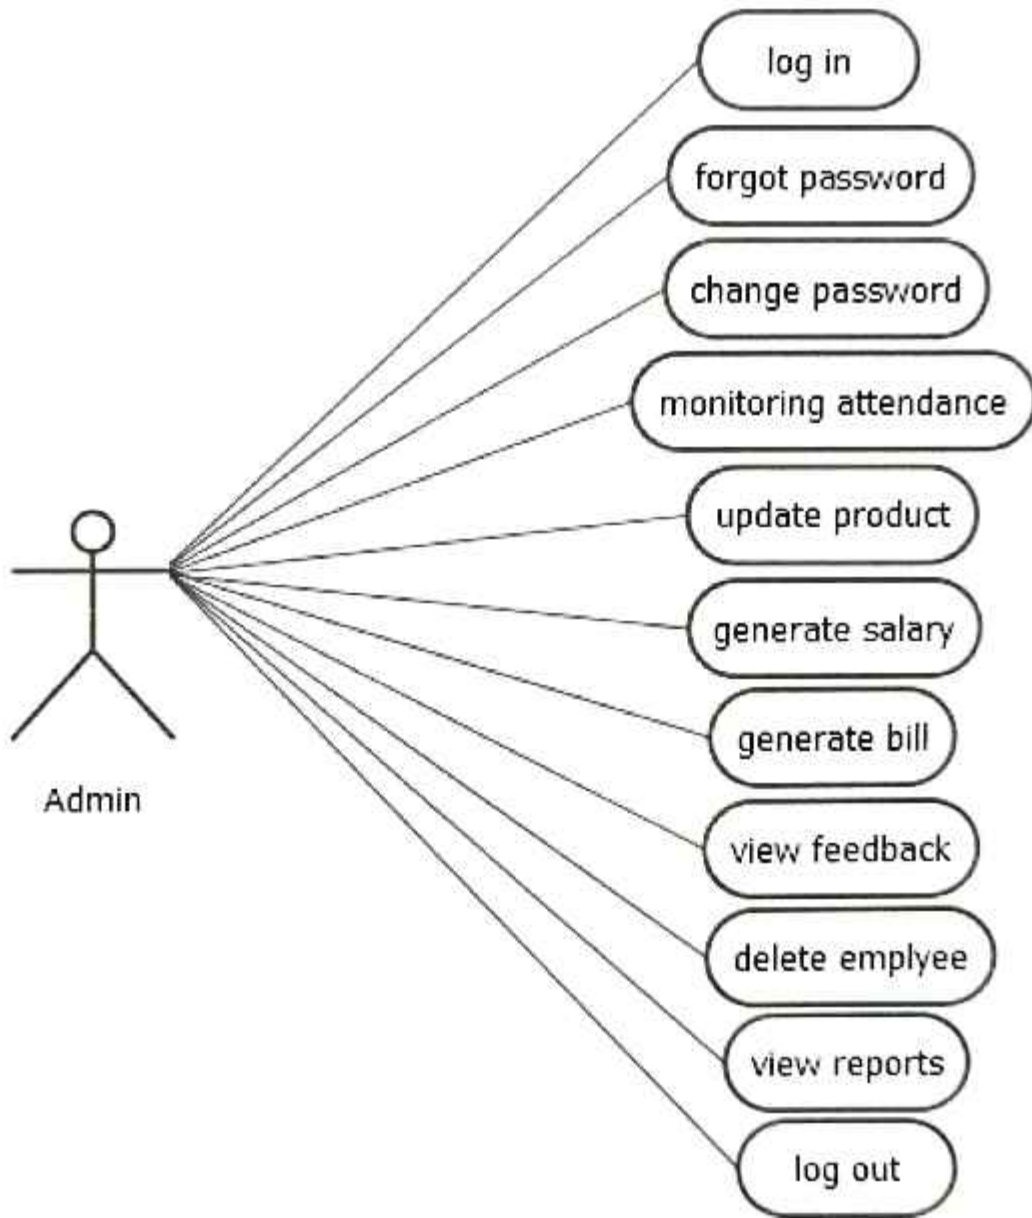 log in
forgot password
change password
monitoring attendance
update product
generate salary
Admin
generate bill
view feedback
delete emplyee
view reports
log out